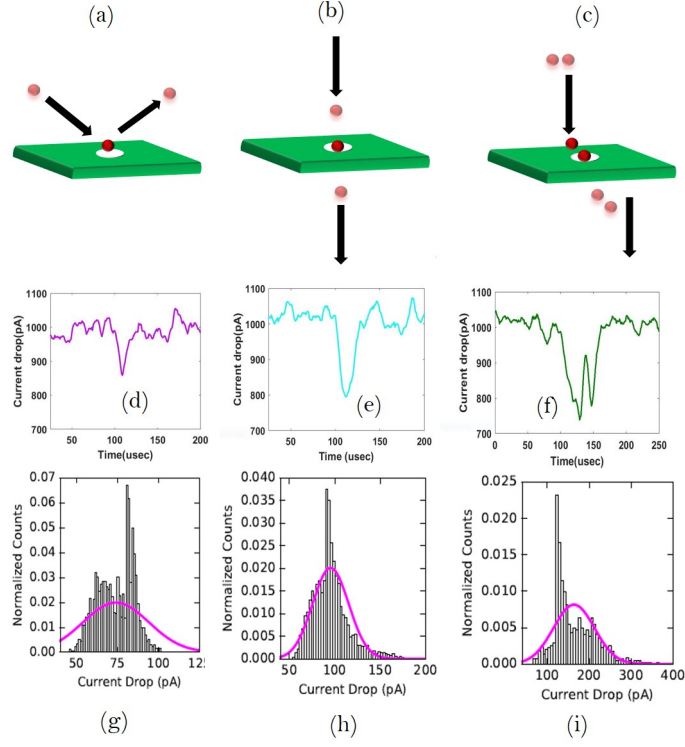 (a) (b) (c)
1100 1100 1100
1000 1000 1000
900 900 900
800 800 800
700 700 700
Current drop(pA) Current drop(pA) Current drop(pA)
(d) (e) (f)
50 100 150 200 50 100 150 200 0 50 100 150 200 250
Time(usec) Time (usec) Time(usec)
0.07
0.06
0.05
0.04
0.03
0.02
0.01
0.00
Normalized Counts
50 75 100 125
Current Drop (pA)
0.040
0.035
0.030
0.025
0.020
0.015
0.010
0.005
0.000
Normalized Counts
50 100 150 200
Current Drop (pA)
0.025
0.020
0.015
0.010
0.005
0.000
Normalized Counts
100 200 300 400
Current Drop (pA)
(g) (h) (i)